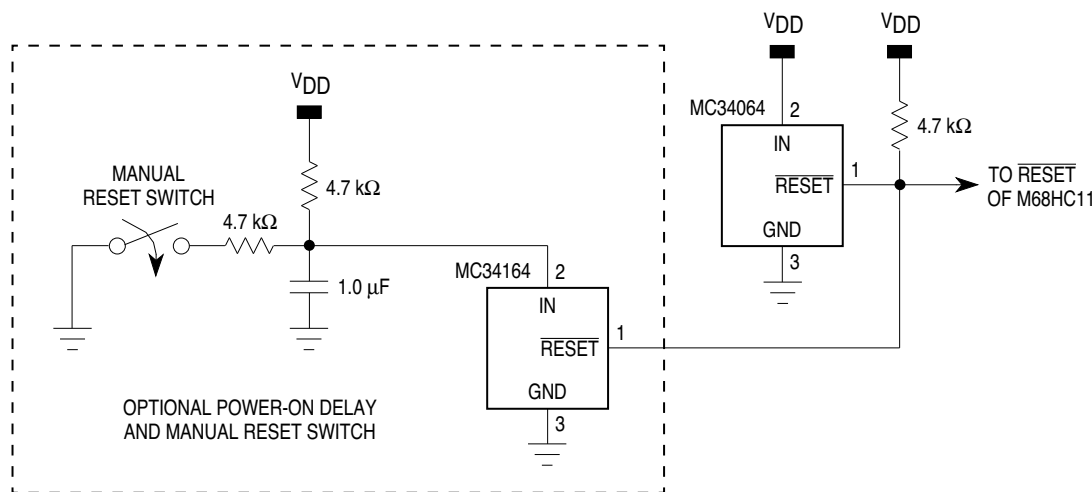 VDD
VDD
MC34064
2
4.7 kΩ
IN
RESET
1
GND
3
TO RESET
OF M68HC11
VDD
MANUAL
RESET SWITCH
4.7 kΩ
4.7 kΩ
1.0 µF
MC34164
2
IN
RESET
1
GND
3
OPTIONAL POWER-ON DELAY
AND MANUAL RESET SWITCH